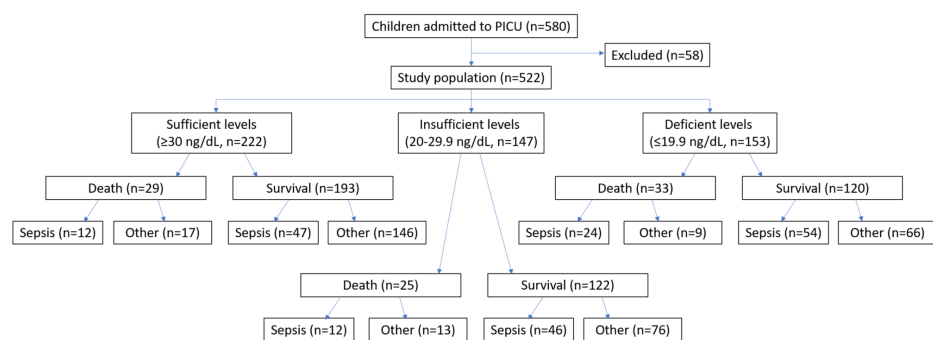 Children admitted to PICU (n=580)
Excluded (n=58)
Study population (n=522)
Sufficient levels
(≥30 ng/dL, n=222)
Insufficient levels
(20-29.9 ng/dL, n=147)
Deficient levels
(≤19.9 ng/dL, n=153)
Death (n=29)
Survival (n=193)
Death (n=33)
Survival (n=120)
Sepsis (n=12)
Other (n=17)
Sepsis (n=47)
Other (n=146)
Sepsis (n=24)
Other (n=9)
Sepsis (n=54)
Other (n=66)
Death (n=25)
Survival (n=122)
Sepsis (n=12)
Other (n=13)
Sepsis (n=46)
Other (n=76)